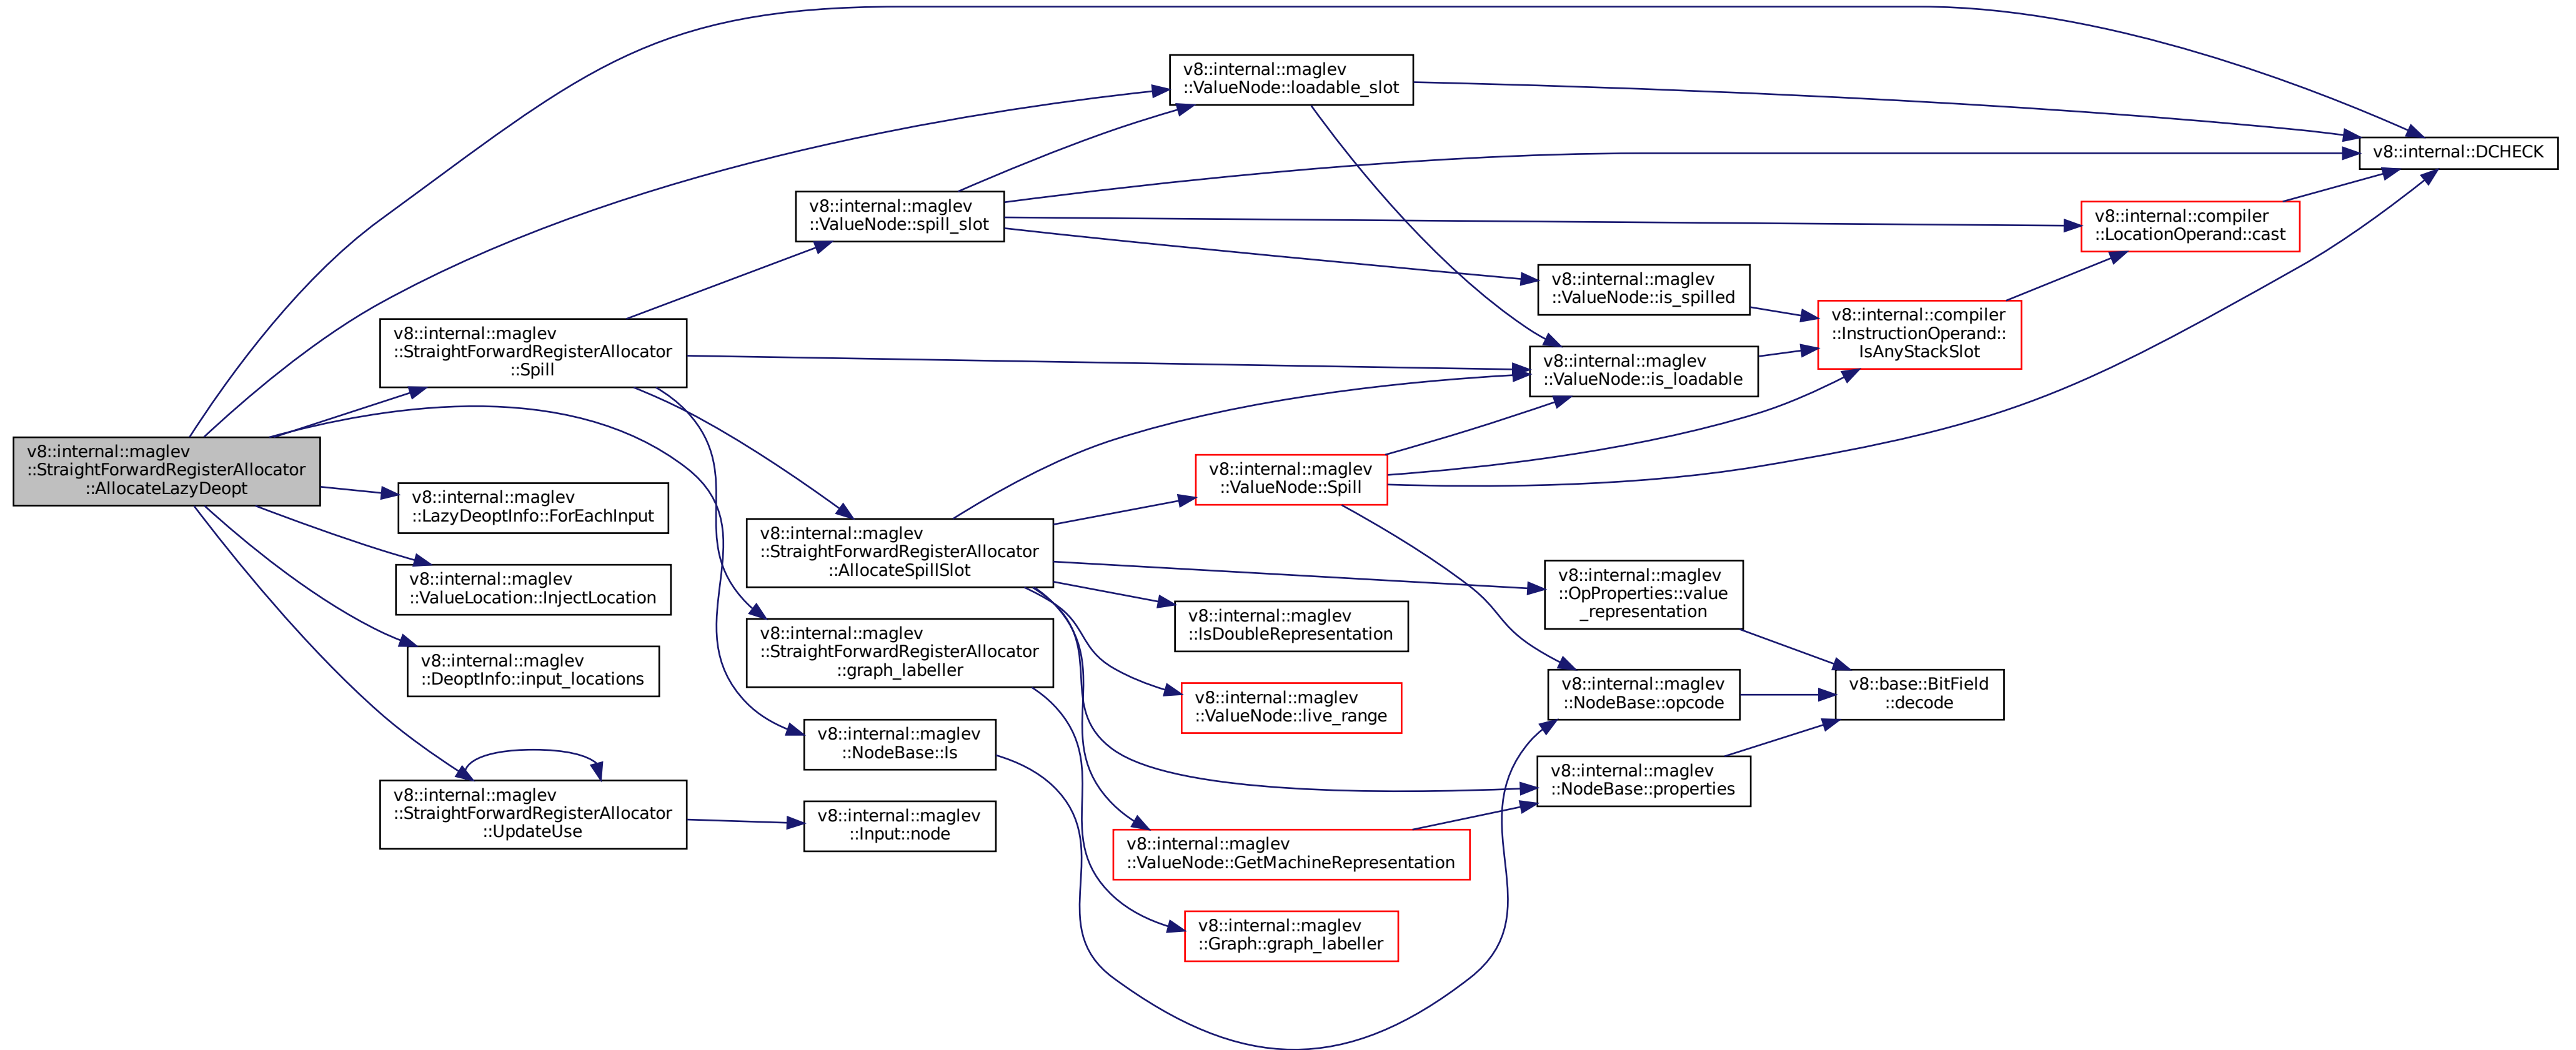 v8::internal::maglev
::StraightForwardRegisterAllocator
::AllocateLazyDeopt
v8::internal::maglev
::StraightForwardRegisterAllocator
::Spill
v8::internal::maglev
::LazyDeoptInfo::ForEachInput
v8::internal::maglev
::ValueLocation::InjectLocation
v8::internal::maglev
::DeoptInfo::input_locations
v8::internal::maglev
::StraightForwardRegisterAllocator
::UpdateUse
v8::internal::maglev
::ValueNode::spill_slot
v8::internal::maglev
::StraightForwardRegisterAllocator
::AllocateSpillSlot
v8::internal::maglev
::StraightForwardRegisterAllocator
::graph_labeller
v8::internal::maglev
::NodeBase::Is
v8::internal::maglev
::Input::node
v8::internal::maglev
::ValueNode::loadable_slot
v8::internal::maglev
::ValueNode::Spill
v8::internal::maglev
::IsDoubleRepresentation
v8::internal::maglev
::ValueNode::live_range
v8::internal::maglev
::ValueNode::GetMachineRepresentation
v8::internal::maglev
::Graph::graph_labeller
v8::internal::maglev
::ValueNode::is_spilled
v8::internal::maglev
::ValueNode::is_loadable
v8::internal::maglev
::OpProperties::value
_representation
v8::internal::maglev
::NodeBase::opcode
v8::internal::maglev
::NodeBase::properties
v8::internal::compiler
::InstructionOperand::
IsAnyStackSlot
v8::base::BitField
::decode
v8::internal::compiler
::LocationOperand::cast
v8::internal::DCHECK